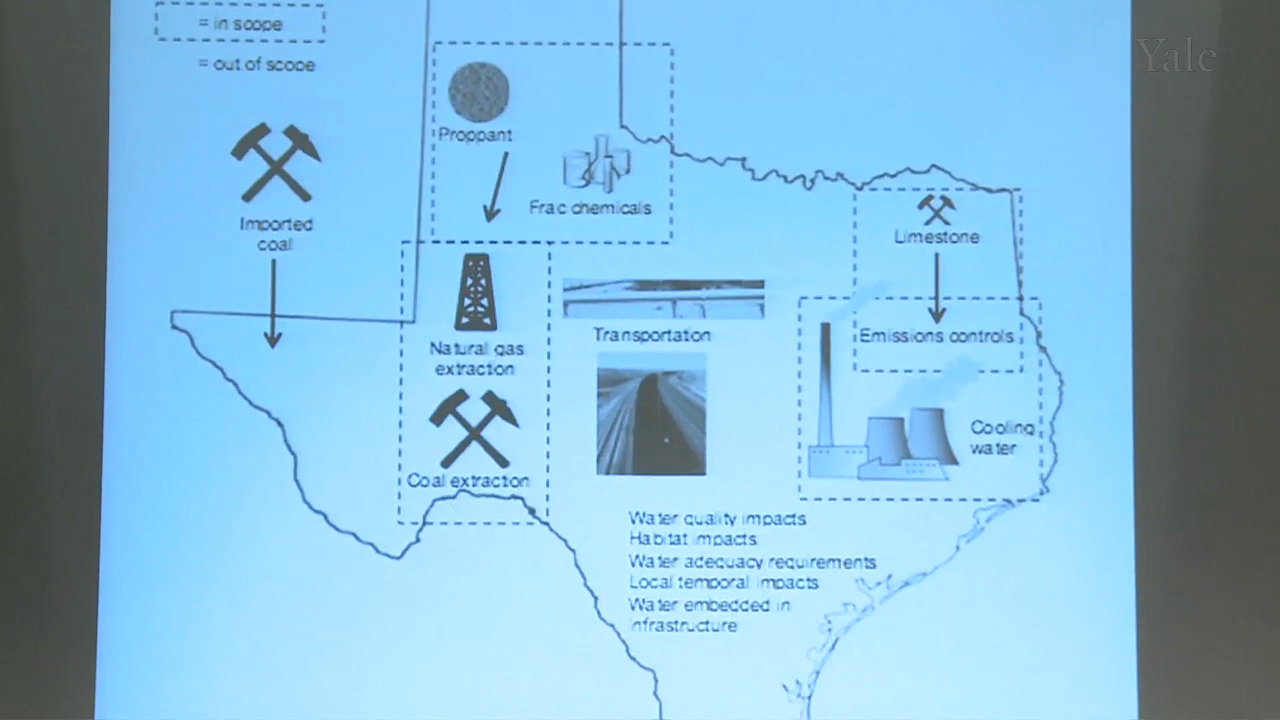 = in scope
= out of scope
Yale
Proppant
Frac chemicals
Imported
coal
Limestone
Natural gas
extraction
Transportation
Emissions controls
Coal extraction
Cooling
water
Water quality impacts
Habitat impacts
Water adequacy requirements
Local temporal impacts
Water embedded in
infrastructure